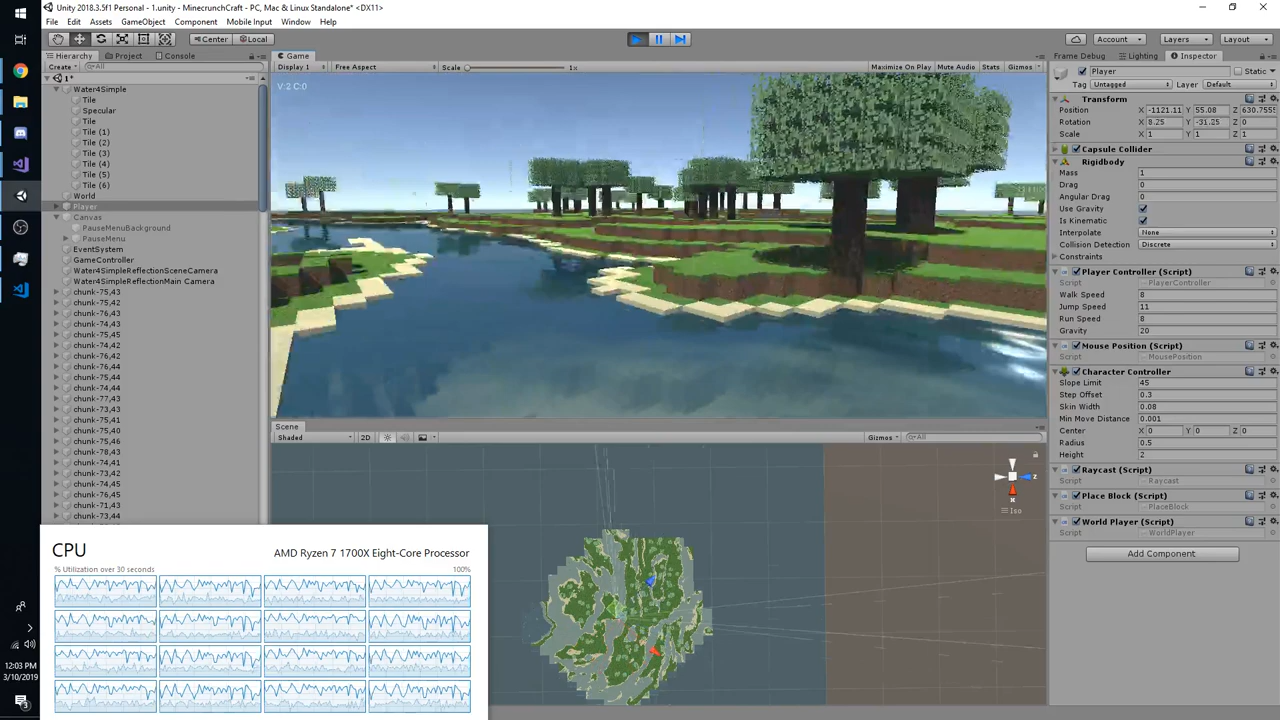 Unity 2018.3.5f1 Personal - 1.unity - MinecrunchCraft - PC, Mac & Linux Standalone* <DX11>
File Edit Assets GameObject Component Mobile Input Window Help
Center Local
Account Layers Layout
Hierarchy Project Console
Create All
1*
Water4Simple
Tile
Specular
Tile
Tile (1)
Tile (2)
Tile (3)
Tile (4)
Tile (5)
Tile (6)
World
Player
Canvas
PauseMenuBackground
PauseMenu
EventSystem
GameController
Water4SimpleReflectionSceneCamera
Water4SimpleReflectionMain Camera
chunk-75,43
chunk-75,42
chunk-76,43
chunk-74,43
chunk-75,45
chunk-74,42
chunk-76,42
chunk-76,44
chunk-75,44
chunk-74,44
chunk-77,43
chunk-73,43
chunk-75,41
chunk-75,40
chunk-75,46
chunk-78,43
chunk-74,41
chunk-73,42
chunk-74,45
chunk-76,45
chunk-71,43
chunk-73,44
Game
Display 1 Free Aspect Scale 1x Maximize On Play Mute Audio Stats Gizmos
V:2 C:0
Scene
Shaded 2D Gizmos All
z
x
Iso
Frame Debug Lighting Inspector
Player Static
Tag Untagged Layer Default
Transform
Position X -1121.11 Y 55.08 Z 630.755
Rotation X 8.25 Y -31.25 Z 0
Scale X 1 Y 1 Z 1
Capsule Collider
Rigidbody
Mass 1
Drag 0
Angular Drag 0
Use Gravity
Is Kinematic
Interpolate None
Collision Detection Discrete
Constraints
Player Controller (Script)
Script PlayerController
Walk Speed 8
Jump Speed 11
Run Speed 8
Gravity 20
Mouse Position (Script)
Script MousePosition
Character Controller
Slope Limit 45
Step Offset 0.3
Skin Width 0.08
Min Move Distance 0.001
Center X 0 Y 0 Z 0
Radius 0.5
Height 2
Raycast (Script)
Script Raycast
Place Block (Script)
Script PlaceBlock
World Player (Script)
Script WorldPlayer
Add Component
CPU AMD Ryzen 7 1700X Eight-Core Processor
% Utilization over 30 seconds 100%
12:03 PM
3/10/2019